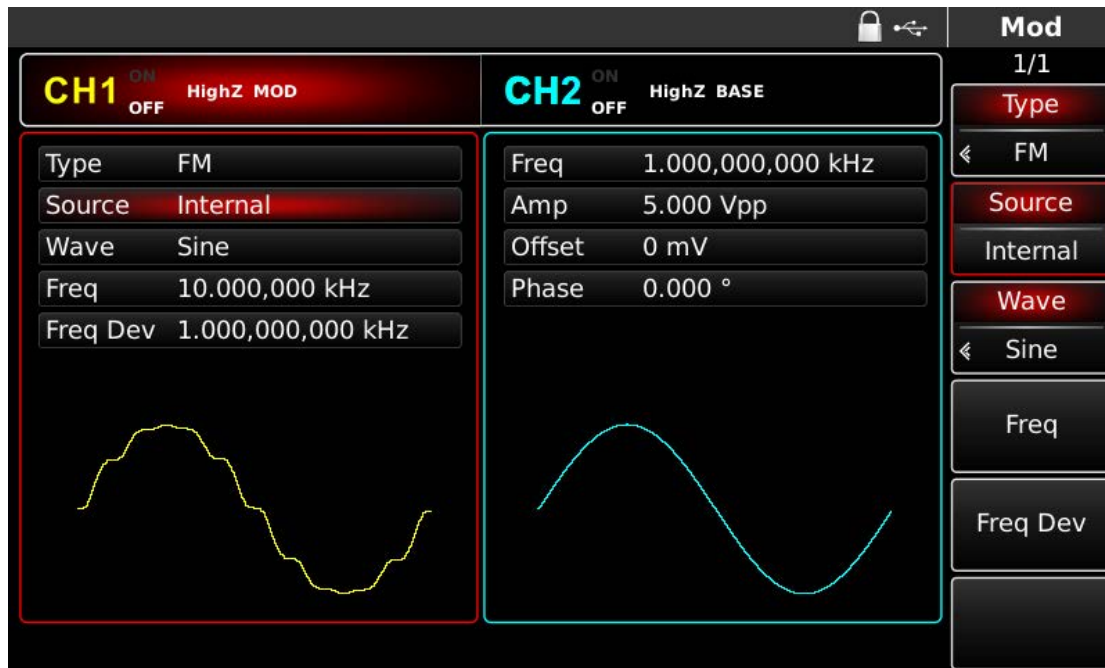 Mod
1/1
CH1 ON OFF HighZ MOD
CH2 ON OFF HighZ BASE
Type FM
Source Internal
Wave Sine
Freq 10.000,000 kHz
Freq Dev 1.000,000,000 kHz
Freq 1.000,000,000 kHz
Amp 5.000 Vpp
Offset 0 mV
Phase 0.000 °
Type
FM
Source
Internal
Wave
Sine
Freq
Freq Dev